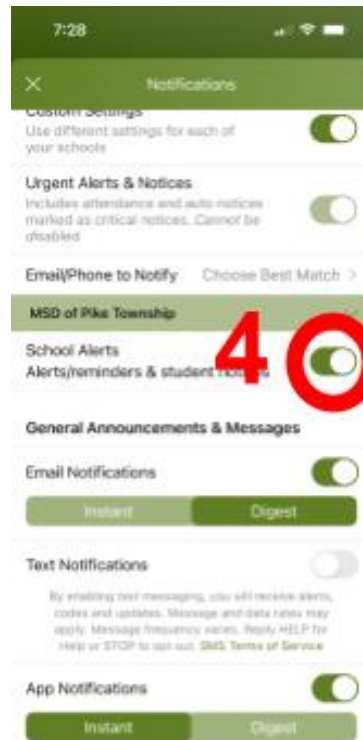 7:28
Notifications
Custom Settings
Use different settings for each of
your schools
Urgent Alerts & Notices
Includes attendance and auto notices
marked as critical notices. Cannot be
disabled.
Email/Phone to Notify Choose Best Match >
MSD of Pike Township
School Alerts
Alerts/reminders & student notices
4
General Announcements & Messages
Email Notifications
Instant Digest
Text Notifications
By enabling text messaging, you will receive alerts,
codes and updates. Message and data rates may
apply. Message frequency varies. Reply HELP for
Help or STOP to opt out. SMS Terms of Service
App Notifications
Instant Digest